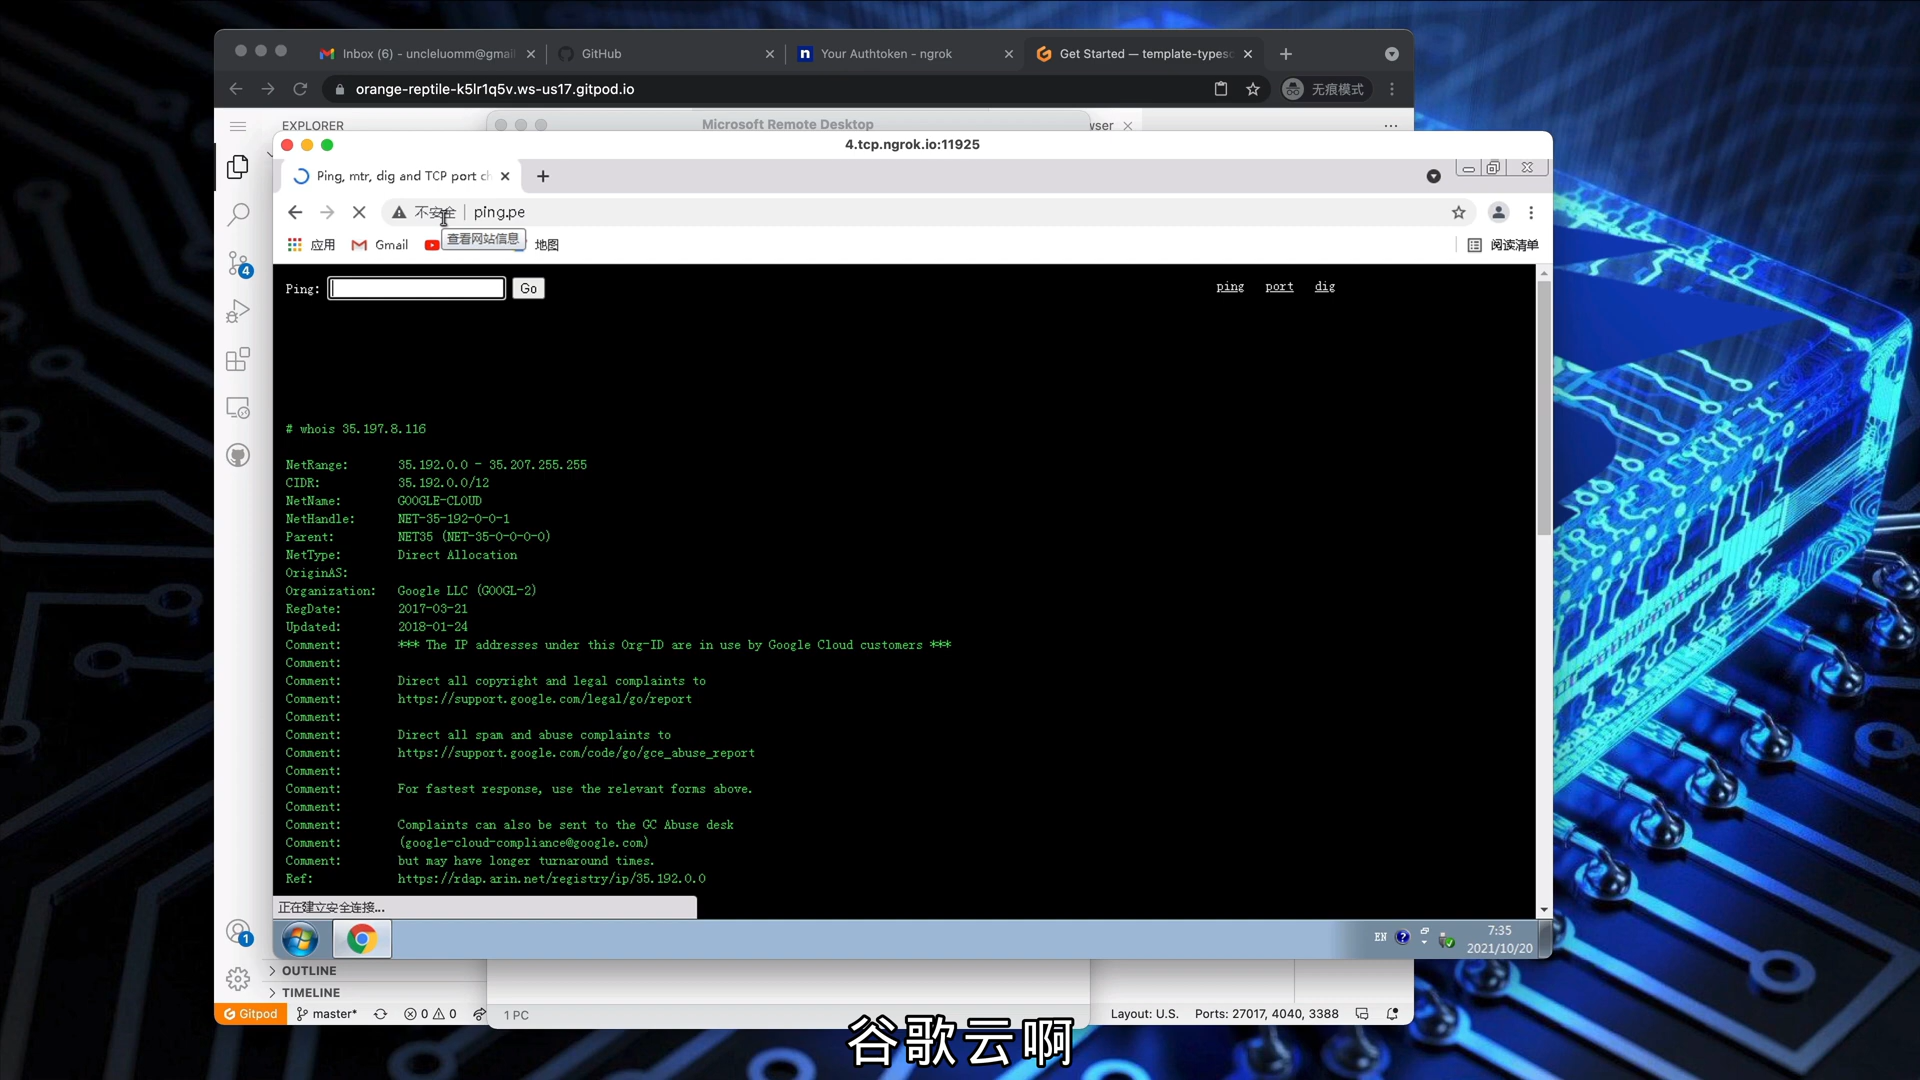 Inbox (6) - uncleluomm@gmai
GitHub
Your Authtoken - ngrok
Get Started — template-typesc
orange-reptile-k5lr1q5v.ws-us17.gitpod.io
无痕模式
EXPLORER
Microsoft Remote Desktop
wser
4.tcp.ngrok.io:11925
Ping, mtr, dig and TCP port ch
不安全
ping.pe
应用
Gmail
查看网站信息
地图
阅读清单
Ping:
Go
ping port dig
# whois 35.197.8.116
NetRange: 35.192.0.0 - 35.207.255.255
CIDR: 35.192.0.0/12
NetName: GOOGLE-CLOUD
NetHandle: NET-35-192-0-0-1
Parent: NET35 (NET-35-0-0-0-0)
NetType: Direct Allocation
OriginAS:
Organization: Google LLC (GOOGL-2)
RegDate: 2017-03-21
Updated: 2018-01-24
Comment: *** The IP addresses under this Org-ID are in use by Google Cloud customers ***
Comment:
Comment: Direct all copyright and legal complaints to
Comment: https://support.google.com/legal/go/report
Comment:
Comment: Direct all spam and abuse complaints to
Comment: https://support.google.com/code/go/gce_abuse_report
Comment:
Comment: For fastest response, use the relevant forms above.
Comment:
Comment: Complaints can also be sent to the GC Abuse desk
Comment: (google-cloud-compliance@google.com)
Comment: but may have longer turnaround times.
Ref: https://rdap.arin.net/registry/ip/35.192.0.0
正在建立安全连接...
EN
7:35
2021/10/20
4
1
OUTLINE
TIMELINE
Gitpod
master*
0
0
1 PC
Layout: U.S.
Ports: 27017, 4040, 3388
谷歌云啊